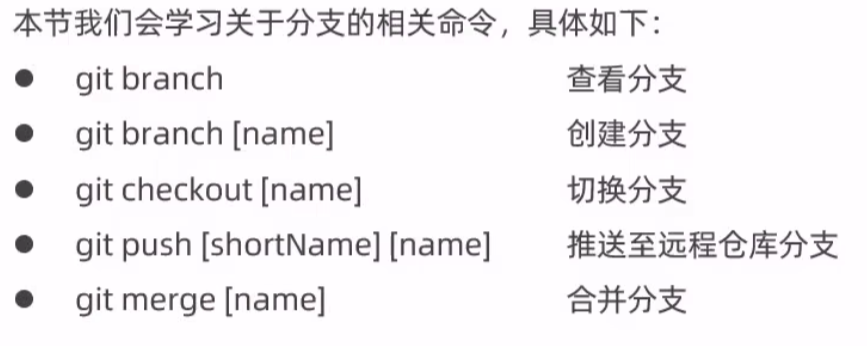 本节我们会学习关于分支的相关命令，具体如下：
● git branch 查看分支
● git branch [name] 创建分支
● git checkout [name] 切换分支
● git push [shortName] [name] 推送至远程仓库分支
● git merge [name] 合并分支